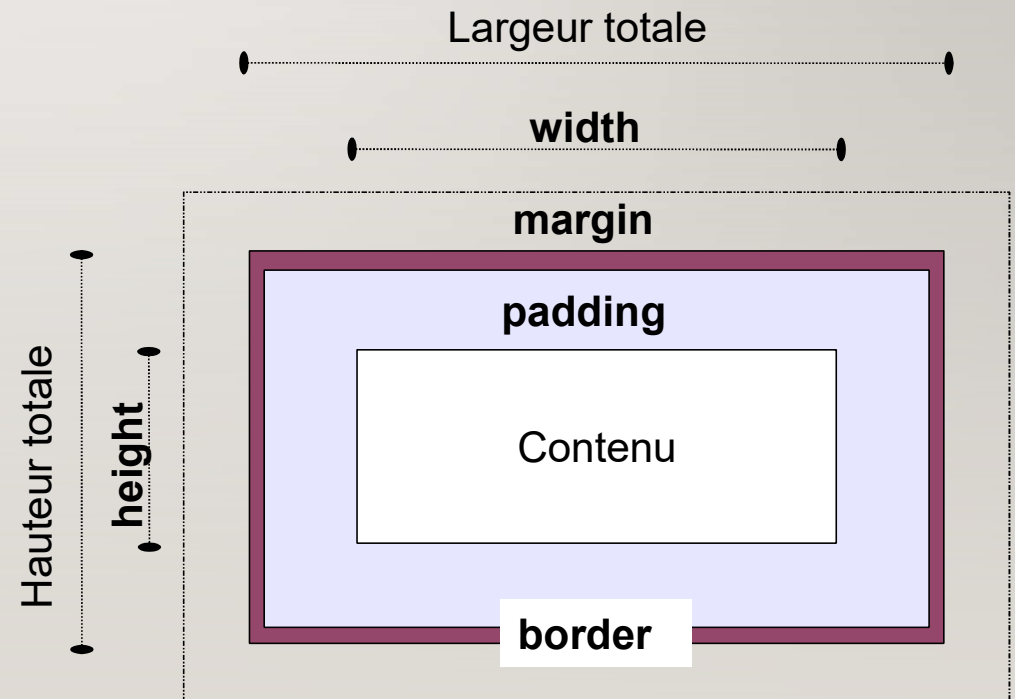 Largeur totale
width
margin
padding
Hauteur totale
height
Contenu
border